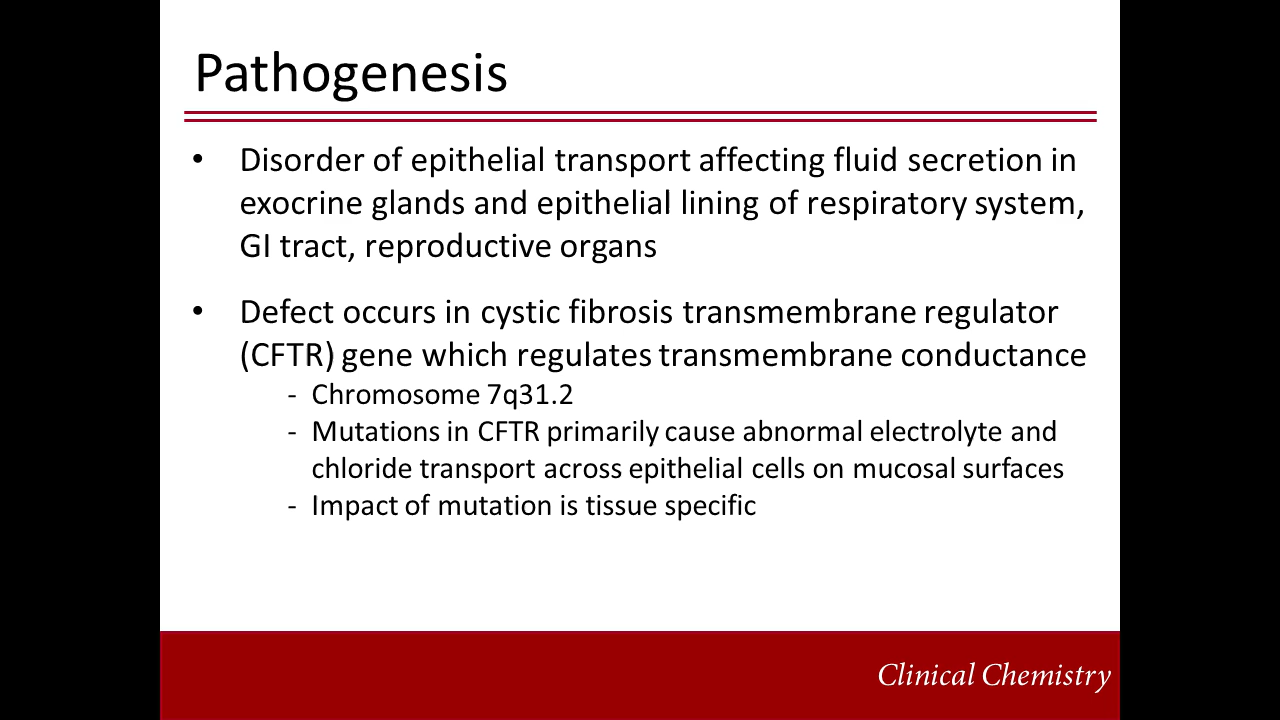 Pathogenesis
• Disorder of epithelial transport affecting fluid secretion in
exocrine glands and epithelial lining of respiratory system,
GI tract, reproductive organs
• Defect occurs in cystic fibrosis transmembrane regulator
(CFTR) gene which regulates transmembrane conductance
- Chromosome 7q31.2
- Mutations in CFTR primarily cause abnormal electrolyte and
chloride transport across epithelial cells on mucosal surfaces
- Impact of mutation is tissue specific
Clinical Chemistry